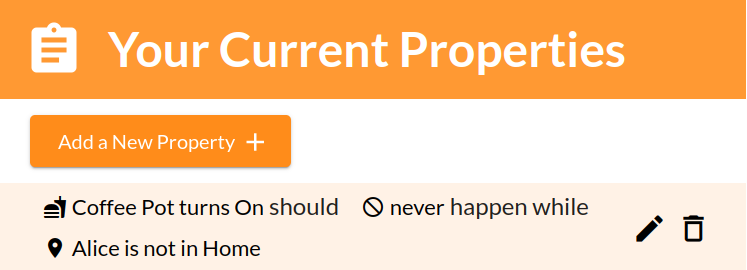 Your Current Properties
Add a New Property +
Coffee Pot turns On should never happen while
Alice is not in Home